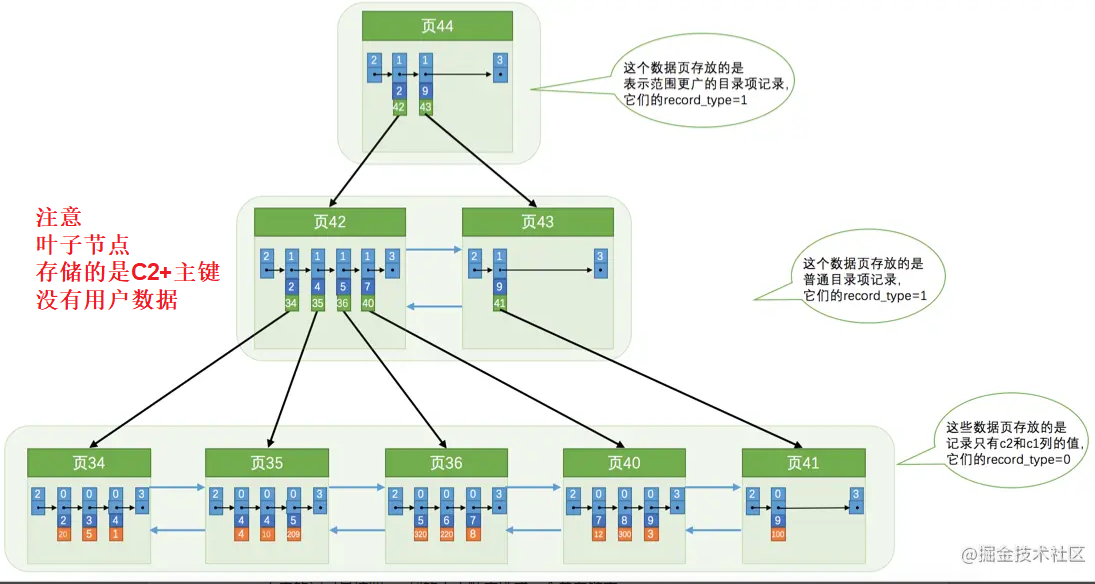 页44
2 1 1 3
2 9
42 43
这个数据页存放的是
表示范围更广的目录项记录,
它们的record_type=1
注意
叶子节点
存储的是C2+主键
没有用户数据
页42
2 1 1 1 1 3
2 4 5 7
34 35 36 40
页43
2 1 3
9
41
这个数据页存放的是
普通目录项记录,
它们的record_type=1
页34
2 0 0 0 3
2 3 4
20 5 1
页35
2 0 0 0 3
4 4 5
4 10 209
页36
2 0 0 0 3
5 6 7
320 220 8
页40
2 0 0 0 3
7 8 9
12 300 3
页41
2 0 3
9
100
这些数据页存放的是
记录只有c2和c1列的值,
它们的record_type=0
@掘金技术社区